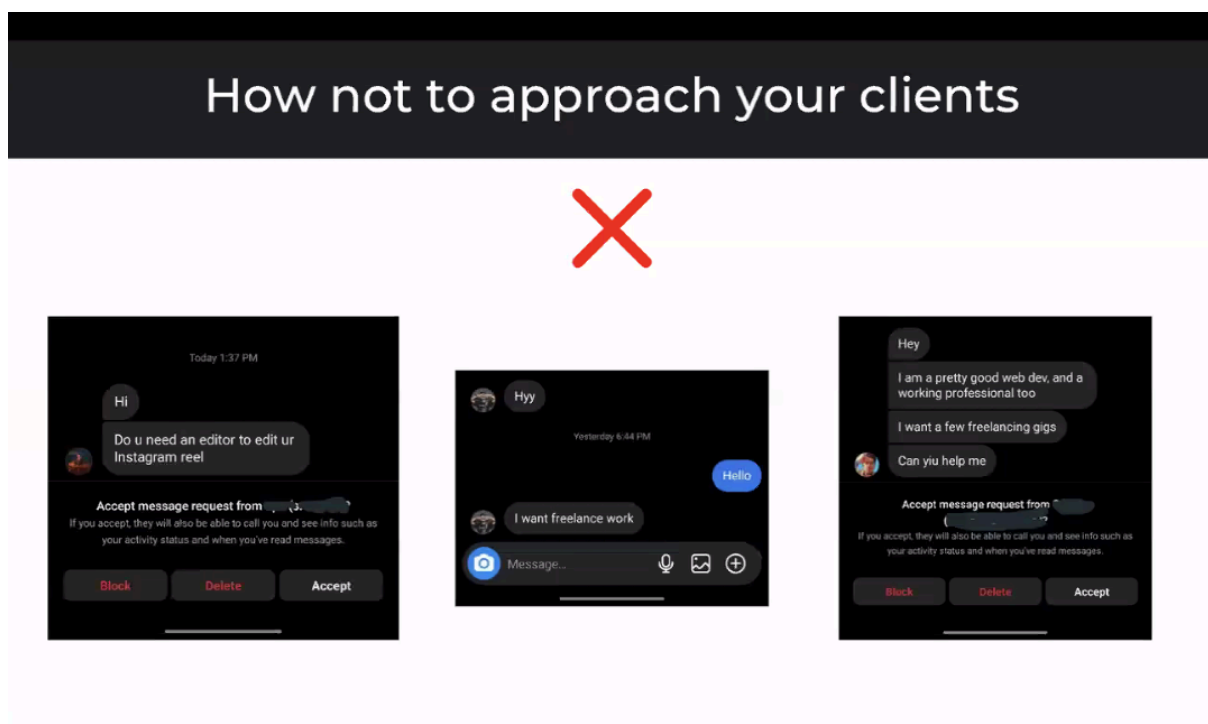 How not to approach your clients
Today 1:37 PM
Hi
Do u need an editor to edit ur
Instagram reel
Accept message request from
If you accept, they will also be able to call you and see info such as
your activity status and when you've read messages.
Block
Delete
Accept
Hyy
Yesterday 6:44 PM
Hello
I want freelance work
Message...
Hey
I am a pretty good web dev, and a
working professional too
I want a few freelancing gigs
Can yiu help me
Accept message request from
If you accept, they will also be able to call you and see info such as
your activity status and when you've read messages.
Block
Delete
Accept